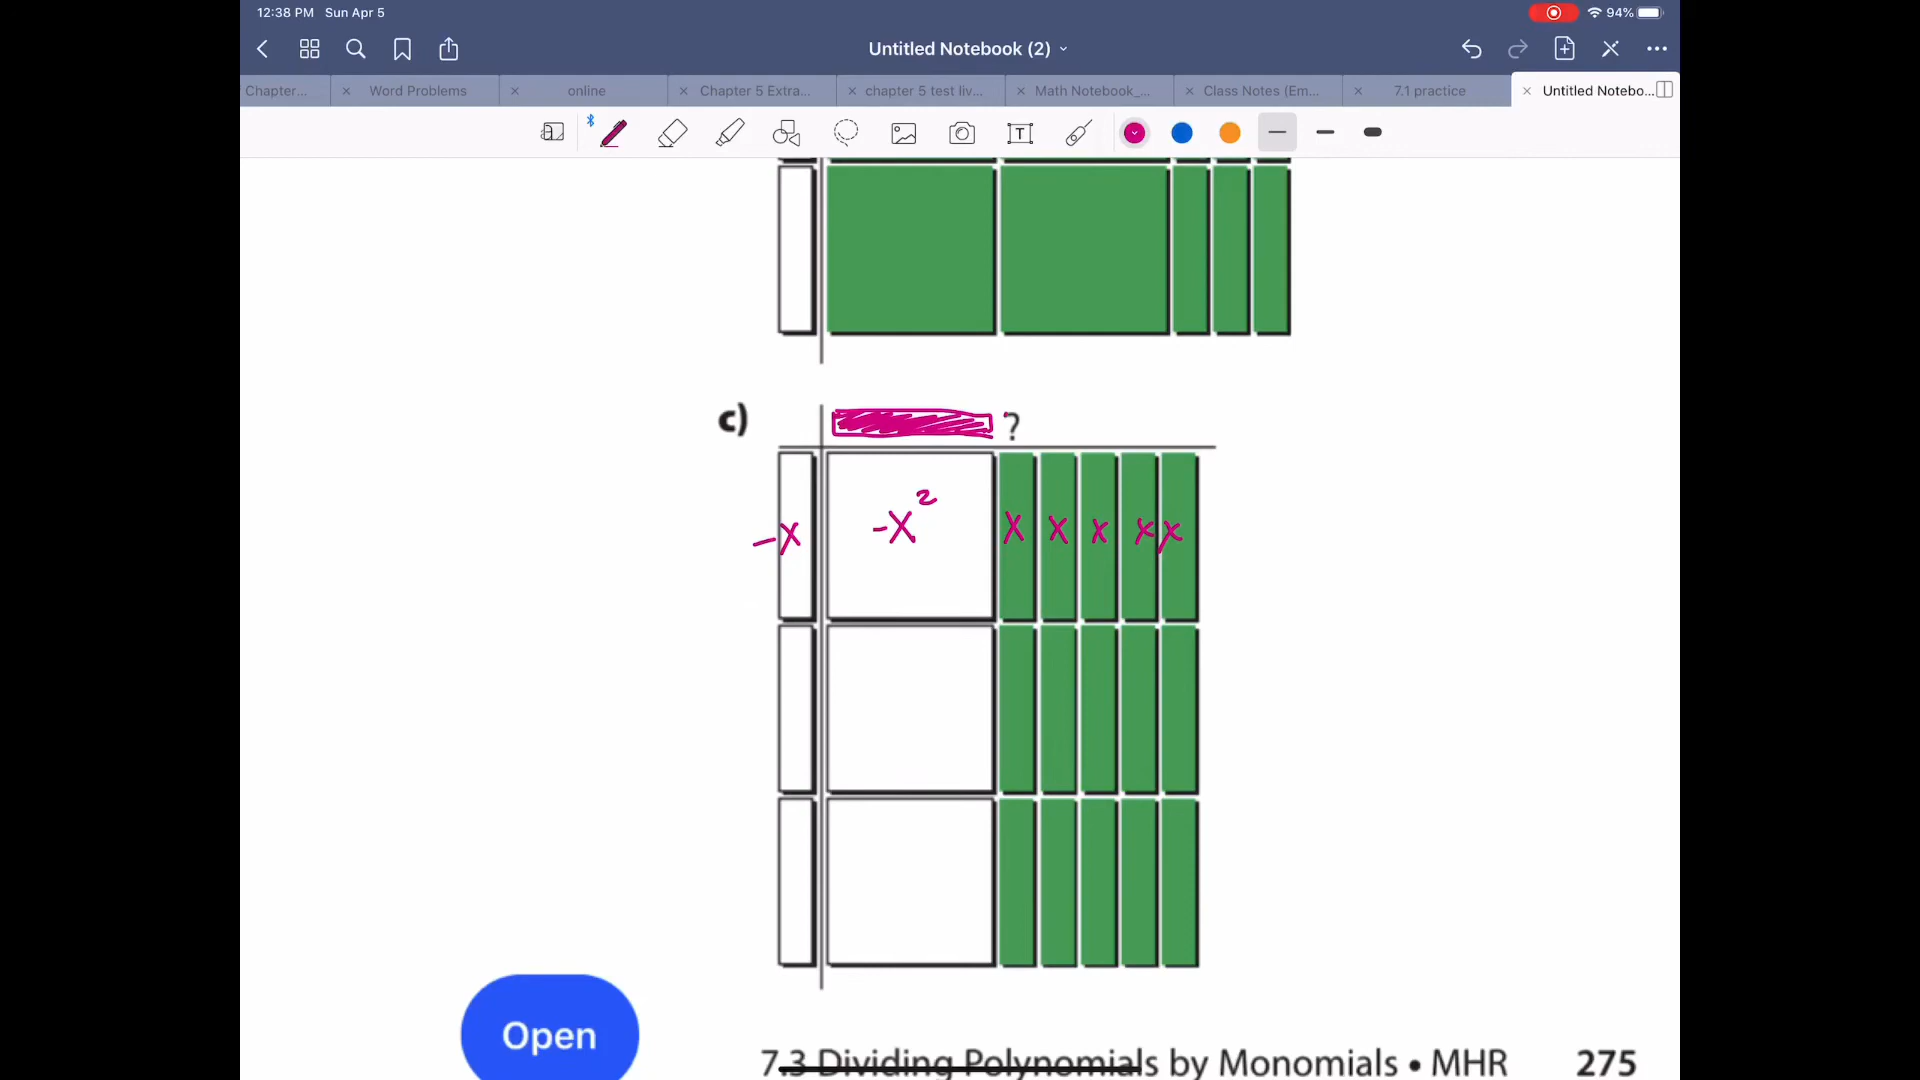 12:38 PM Sun Apr 5
94%
Untitled Notebook (2)
Chapter...
Word Problems
online
Chapter 5 Extra...
chapter 5 test liv...
Math Notebook_...
Class Notes (Em...
7.1 practice
Untitled Notebo...
T
c)
?
-x
-x²
x x x x x
Open
7.3 Dividing Polynomials by Monomials • MHR 275